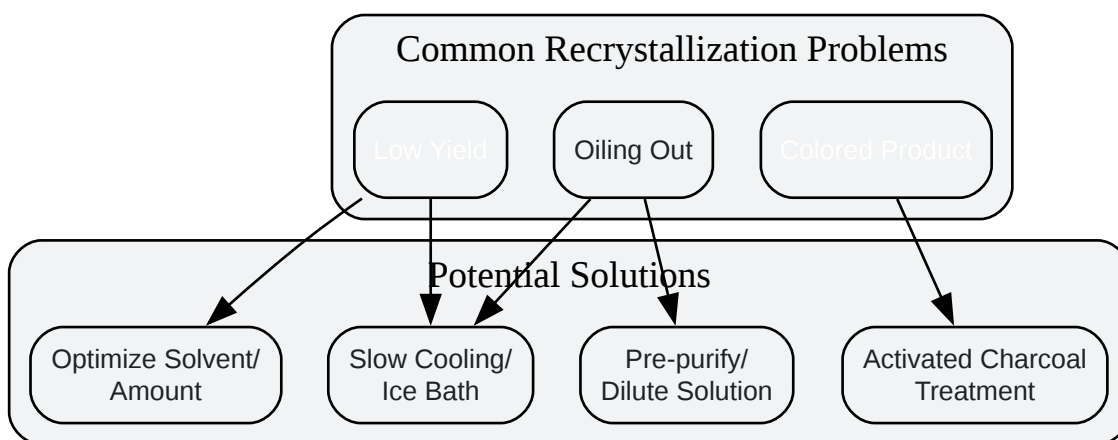 Common Recrystallization Problems
Low Yield
Oiling Out
Colored Product
Potential Solutions
Optimize Solvent/
Amount
Slow Cooling/
Ice Bath
Pre-purify/
Dilute Solution
Activated Charcoal
Treatment